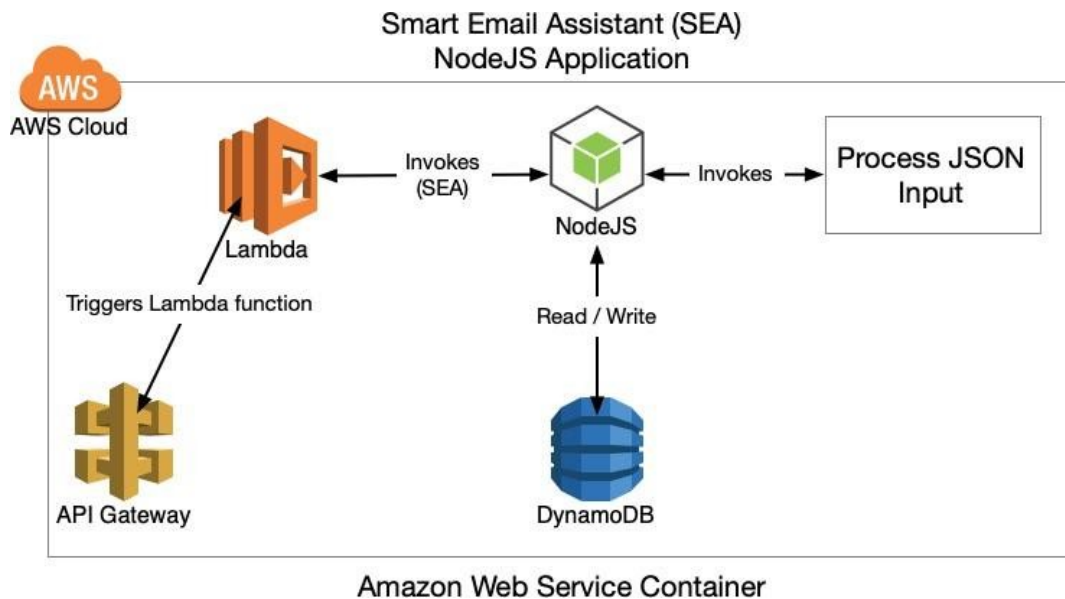 Smart Email Assistant (SEA)
NodeJS Application
AWS
AWS Cloud
Invokes
(SEA)
Invokes
Process JSON
Input
Lambda
NodeJS
Triggers Lambda function
Read / Write
API Gateway
DynamoDB
Amazon Web Service Container